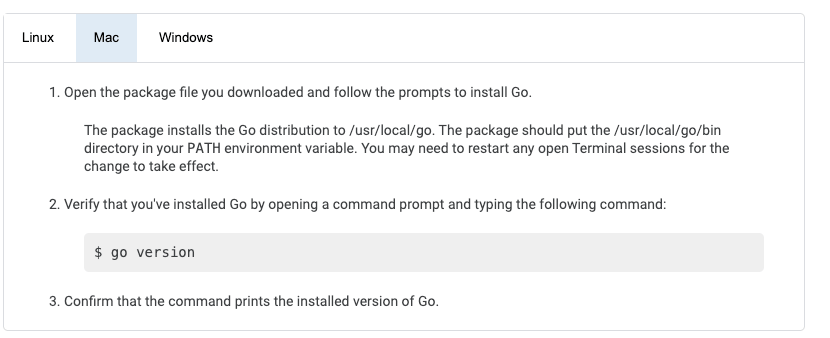 Linux Mac Windows
1. Open the package file you downloaded and follow the prompts to install Go.
The package installs the Go distribution to /usr/local/go. The package should put the /usr/local/go/bin
directory in your PATH environment variable. You may need to restart any open Terminal sessions for the
change to take effect.
2. Verify that you've installed Go by opening a command prompt and typing the following command:
$ go version
3. Confirm that the command prints the installed version of Go.